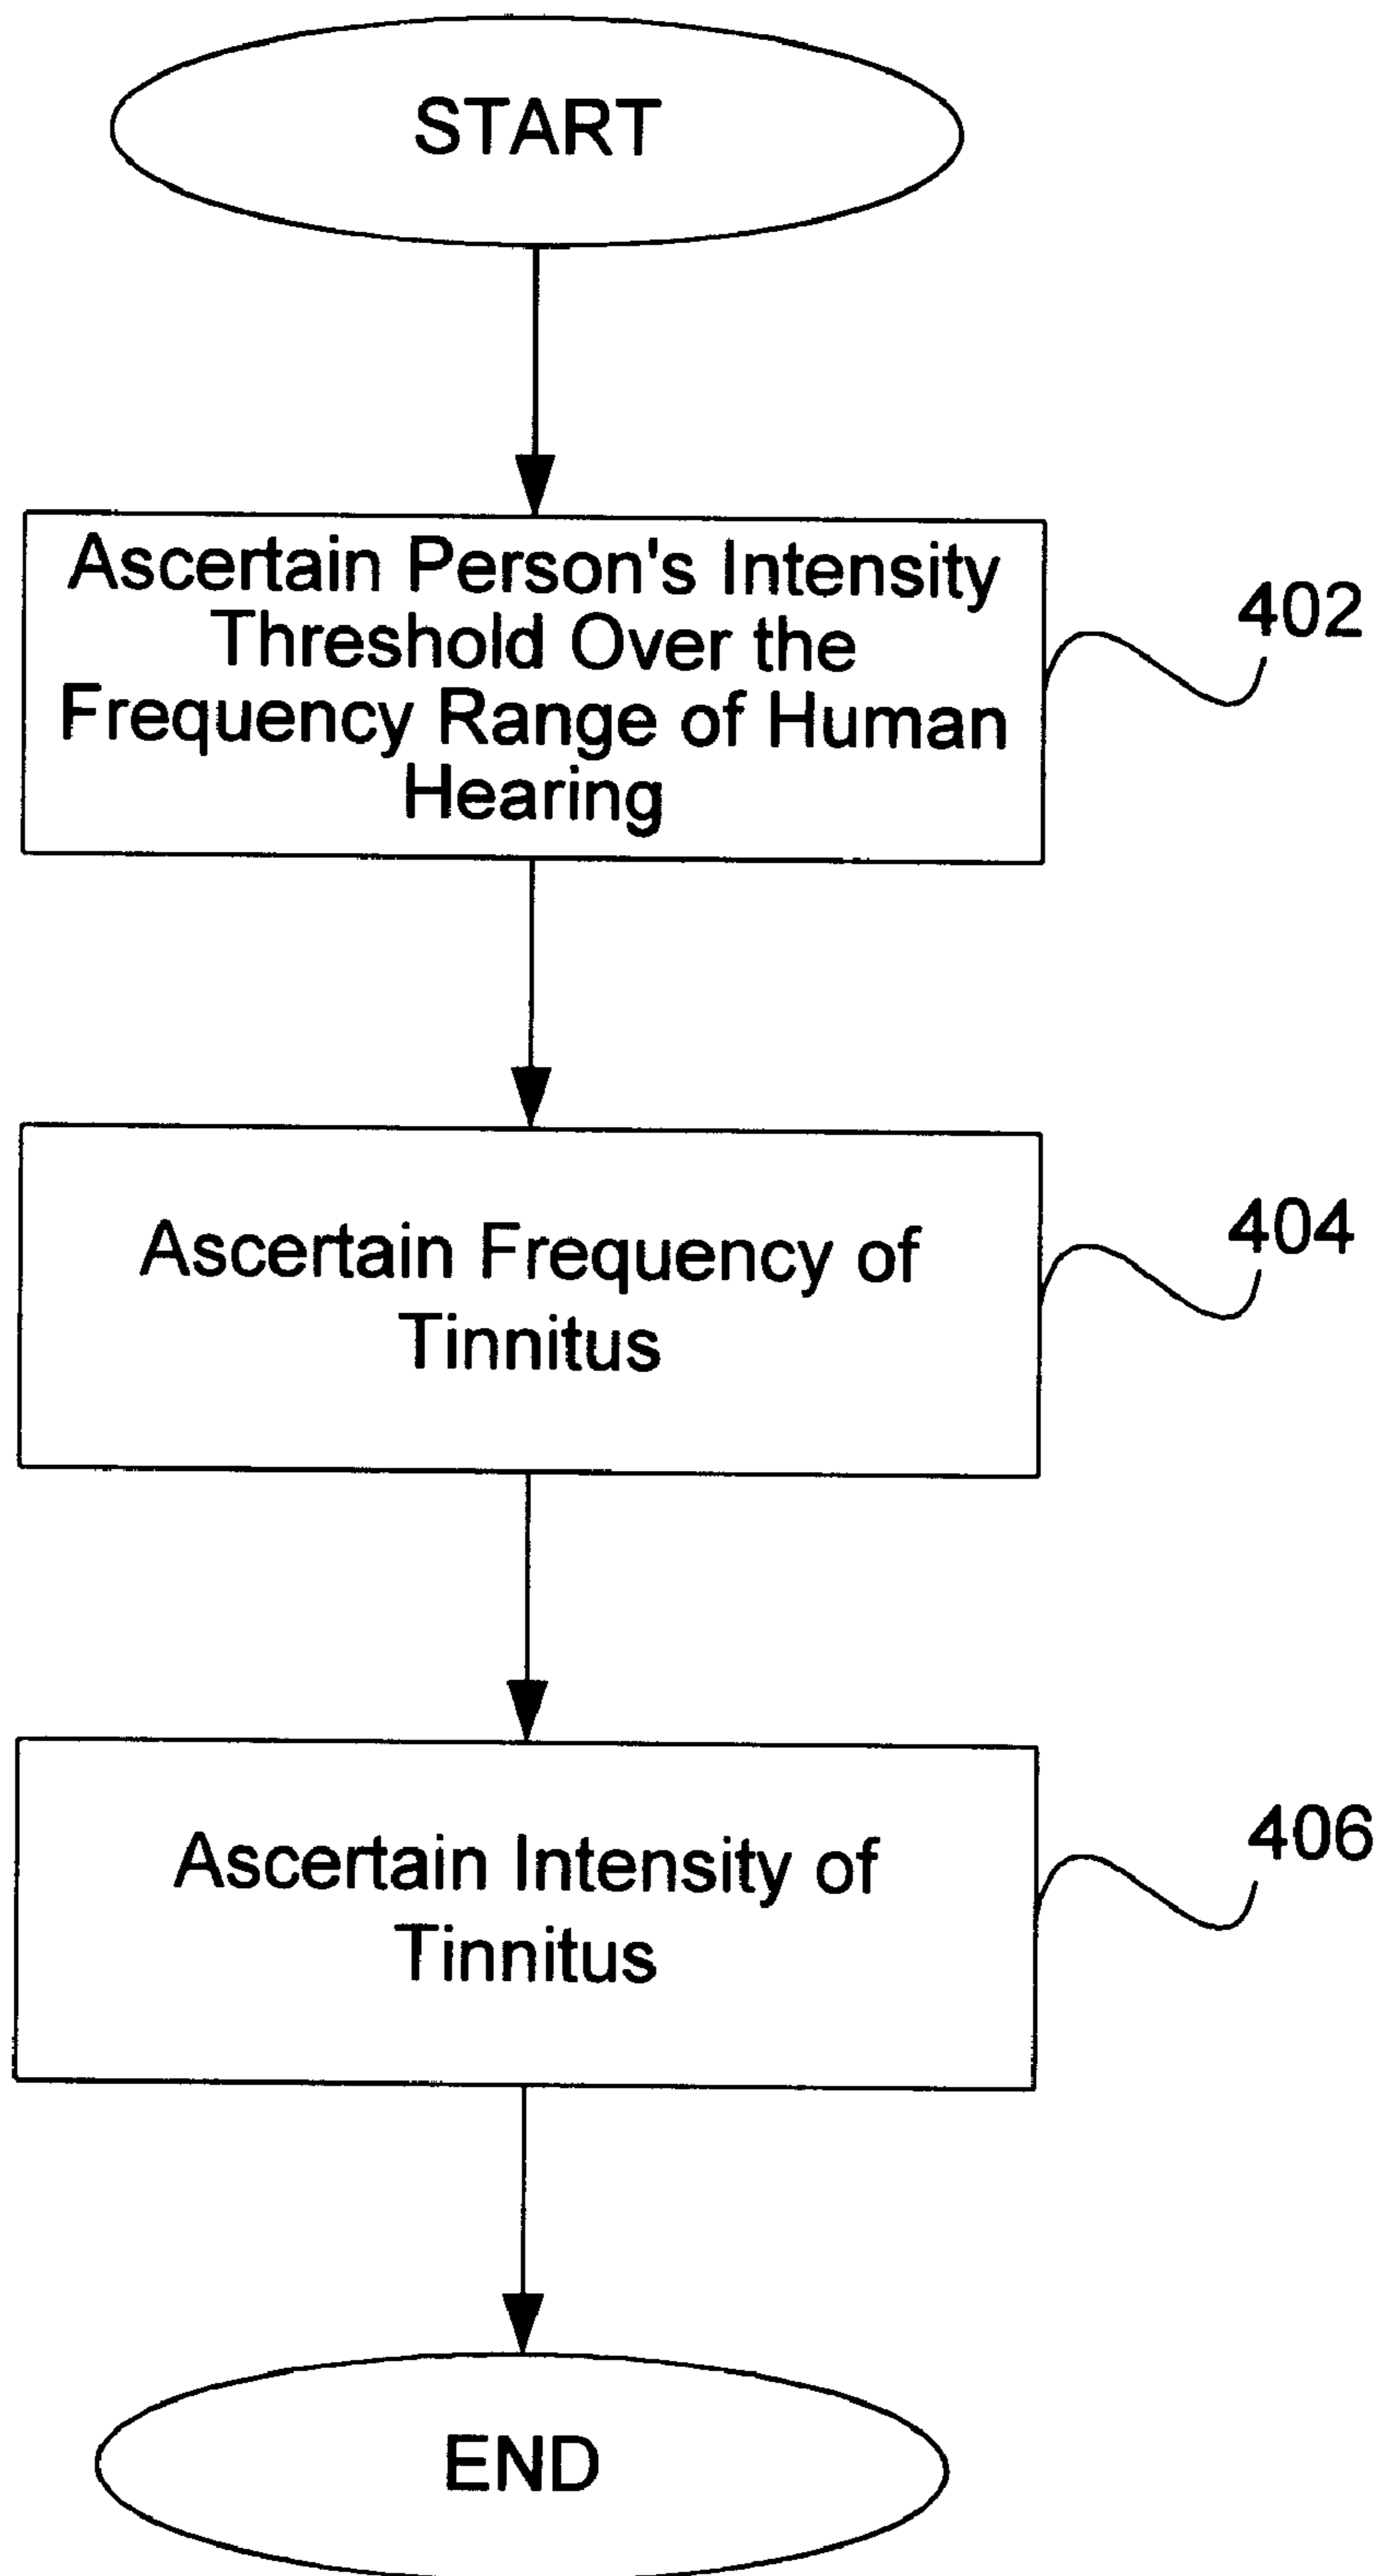 START
Ascertain Person's Intensity
Threshold Over the
Frequency Range of Human
Hearing
402
Ascertain Frequency of
Tinnitus
404
Ascertain Intensity of
Tinnitus
406
END